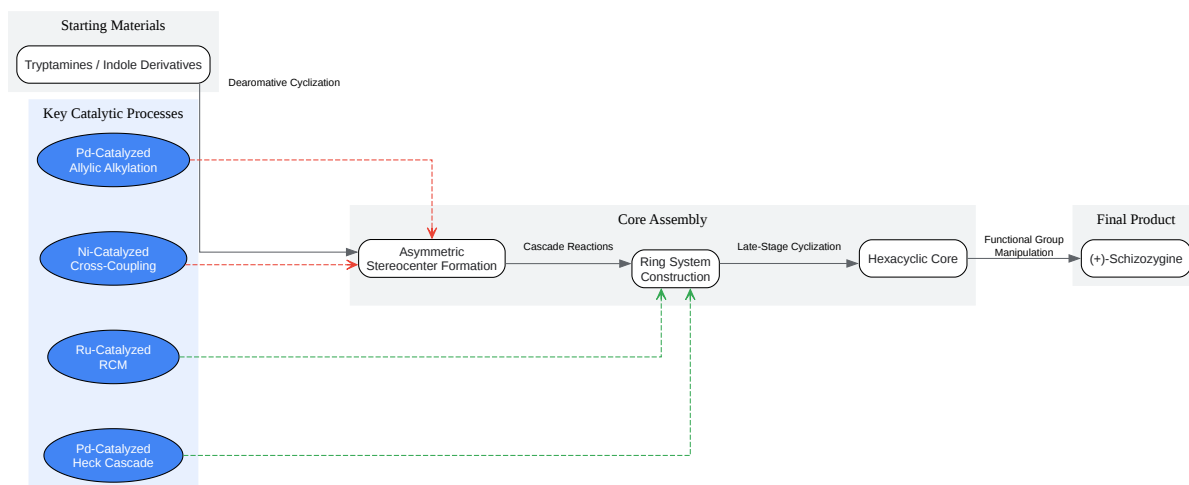 Starting Materials
Tryptamines / Indole Derivatives
Dearomative Cyclization
Key Catalytic Processes
Pd-Catalyzed
Allylic Alkylation
Ni-Catalyzed
Cross-Coupling
Ru-Catalyzed
RCM
Pd-Catalyzed
Heck Cascade
Core Assembly
Asymmetric
Stereocenter Formation
Cascade Reactions
Ring System
Construction
Late-Stage Cyclization
Hexacyclic Core
Functional Group
Manipulation
Final Product
(+)-Schizozygine